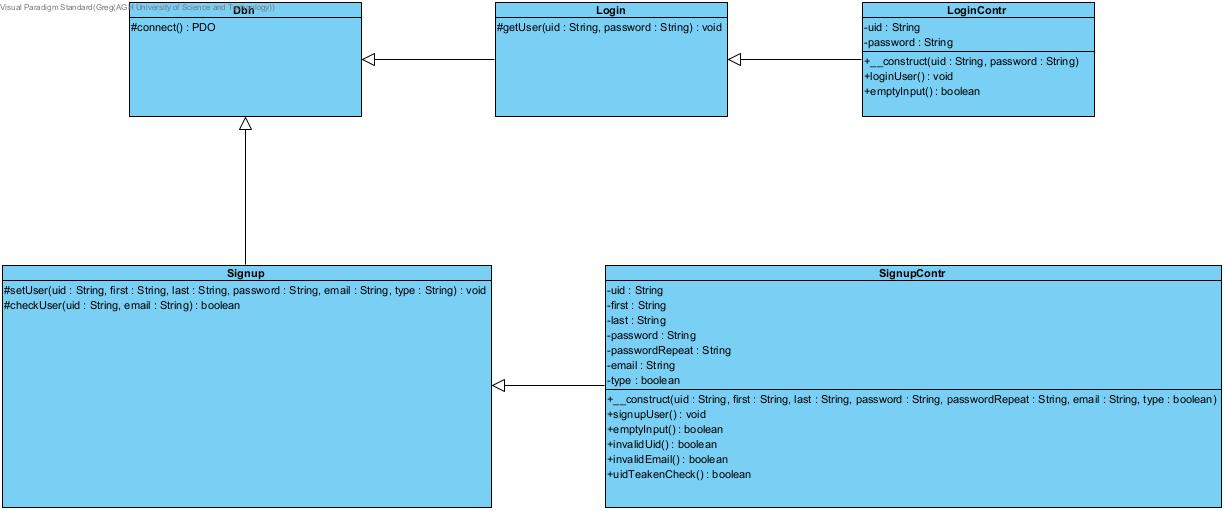 Visual Paradigm Standard(Greg(AGH University of Science and Technology))
Dbh
#connect() : PDO
Login
#getUser(uid : String, password : String) : void
LoginContr
-uid : String
-password : String
+__construct(uid : String, password : String)
+loginUser() : void
+emptyInput() : boolean
Signup
#setUser(uid : String, first : String, last : String, password : String, email : String, type : String) : void
#checkUser(uid : String, email : String) : boolean
SignupContr
-uid : String
-first : String
-last : String
-password : String
-passwordRepeat : String
-email : String
-type : boolean
+__construct(uid : String, first : String, last : String, password : String, passwordRepeat : String, email : String, type : boolean)
+signupUser() : void
+emptyInput() : boolean
+invalidUid() : boolean
+invalidEmail() : boolean
+uidTeakenCheck() : boolean